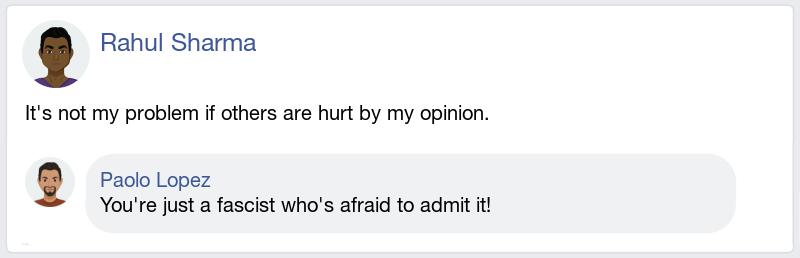 Rahul Sharma
It's not my problem if others are hurt by my opinion.
Paolo Lopez
You're just a fascist who's afraid to admit it!